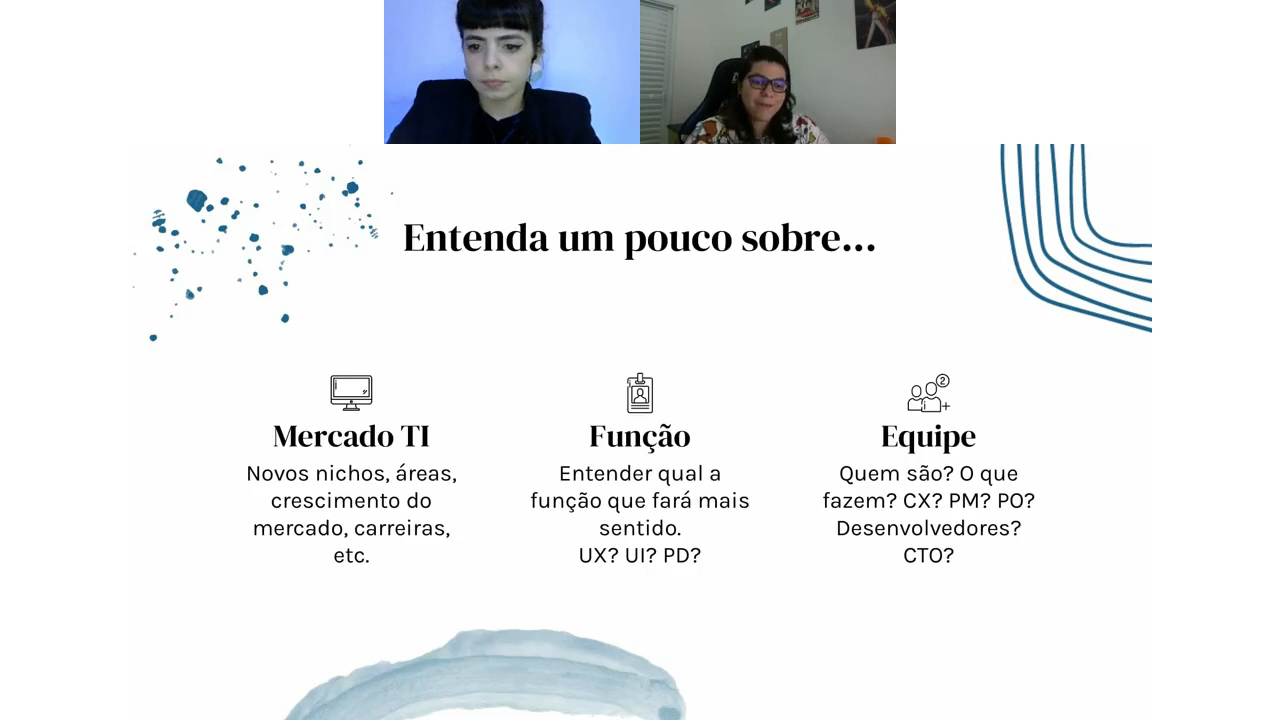 Entenda um pouco sobre...
Mercado TI
Novos nichos, áreas,
crescimento do
mercado, carreiras,
etc.
Função
Entender qual a
função que fará mais
sentido.
UX? UI? PD?
2
Equipe
Quem são? O que
fazem? CX? PM? PO?
Desenvolvedores?
CTO?